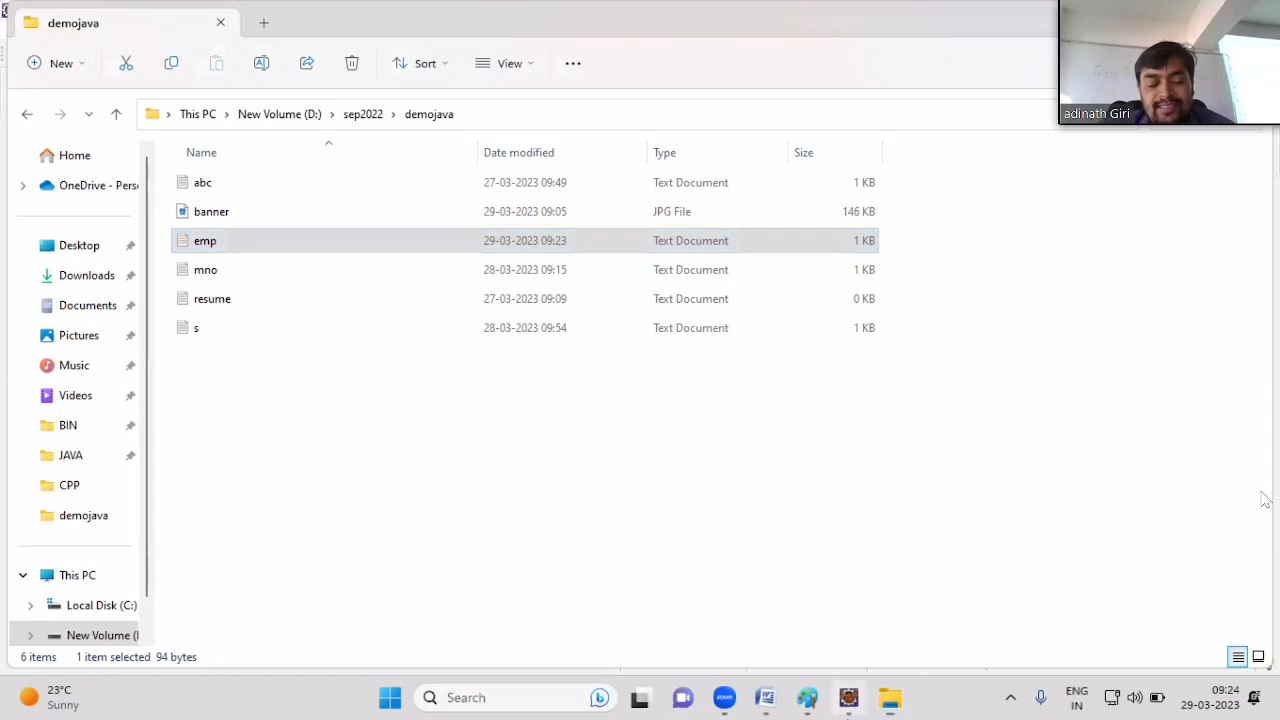 demojava
New
Sort
View
This PC
New Volume (D:)
sep2022
demojava
adinath Giri
Name
Date modified
Type
Size
abc
27-03-2023 09:49
Text Document
1 KB
banner
29-03-2023 09:05
JPG File
146 KB
emp
29-03-2023 09:23
Text Document
1 KB
mno
28-03-2023 09:15
Text Document
1 KB
resume
27-03-2023 09:09
Text Document
0 KB
s
28-03-2023 09:54
Text Document
1 KB
Home
OneDrive - Pers
Desktop
Downloads
Documents
Pictures
Music
Videos
BIN
JAVA
CPP
demojava
This PC
Local Disk (C:)
New Volume (
6 items
1 item selected
94 bytes
23°C
Sunny
Search
zoom
ENG
IN
09:24
29-03-2023